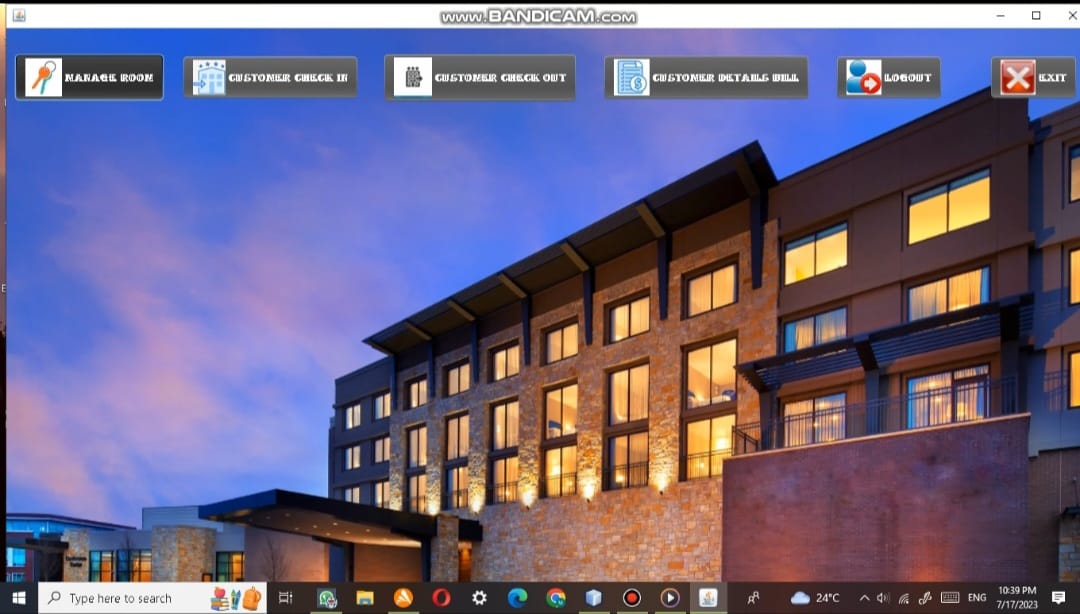 www.BANDICAM.com
MANAGE ROOM
CUSTOMER CHECK IN
CUSTOMER CHECK OUT
CUSTOMER DETAILS BILL
LOGOUT
EXIT
Type here to search
24°C
ENG
10:39 PM
7/17/2023